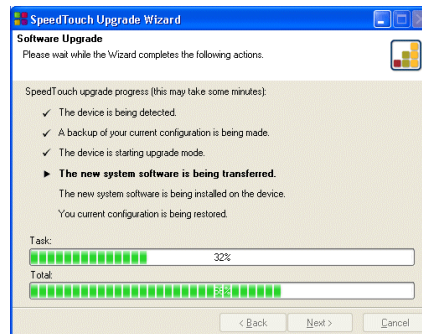 SpeedTouch Upgrade Wizard
Software Upgrade
Please wait while the Wizard completes the following actions.
SpeedTouch upgrade progress (this may take some minutes):
The device is being detected.
A backup of your current configuration is being made.
The device is starting upgrade mode.
The new system software is being transferred.
The new system software is being installed on the device.
You current configuration is being restored.
Task:
32%
Total:
< Back Next > Cancel